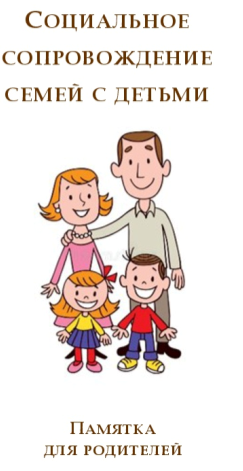 Социальное
сопровождение
семей с детьми
Памятка
для родителей